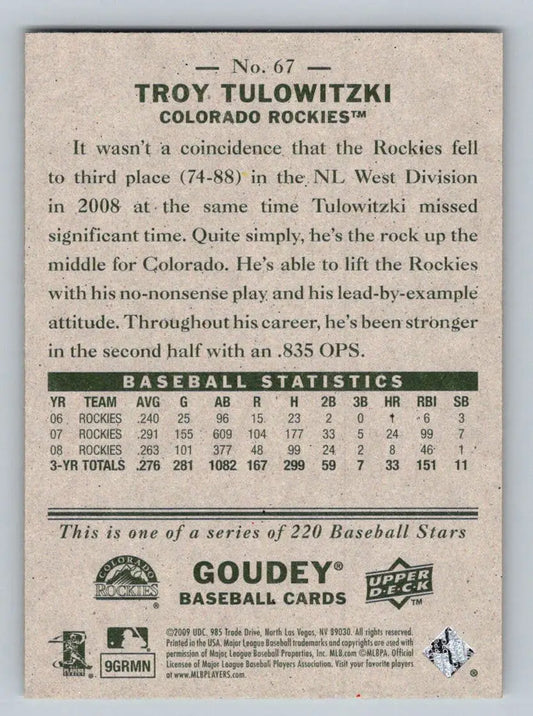 — No. 67 —
TROY TULOWITZKI
COLORADO ROCKIES™
It wasn't a coincidence that the Rockies fell
to third place (74-88) in the NL West Division
in 2008 at the same time Tulowitzki missed
significant time. Quite simply, he's the rock up the
middle for Colorado. He's able to lift the Rockies
with his no-nonsense play and his lead-by-example
attitude. Throughout his career, he's been stronger
in the second half with an .835 OPS.
BASEBALL STATISTICS
YR TEAM AVG G AB R H 2B 3B HR RBI SB
06 ROCKIES .240 25 96 15 23 2 0 1 6 3
07 ROCKIES .291 155 609 104 177 33 5 24 99 7
08 ROCKIES .263 101 377 48 99 24 2 8 46 1
3-YR TOTALS .276 281 1082 167 299 59 7 33 151 11
This is one of a series of 220 Baseball Stars
COLORADO
ROCKIES
®
GOUDEY®
BASEBALL CARDS
UPPER
D·E·C·K
™
9GRMN
©2009 UDC. 985 Trade Drive, North Las Vegas, NV 89030. All rights reserved.
Printed in the USA. Major League Baseball trademarks and copyrights are used with
permission of Major League Baseball Properties, Inc. MLB.com ©MLBPA. Official
Licensee of Major League Baseball Players Association. Visit your favorite players
at www.MLBPLAYERS.com.
®